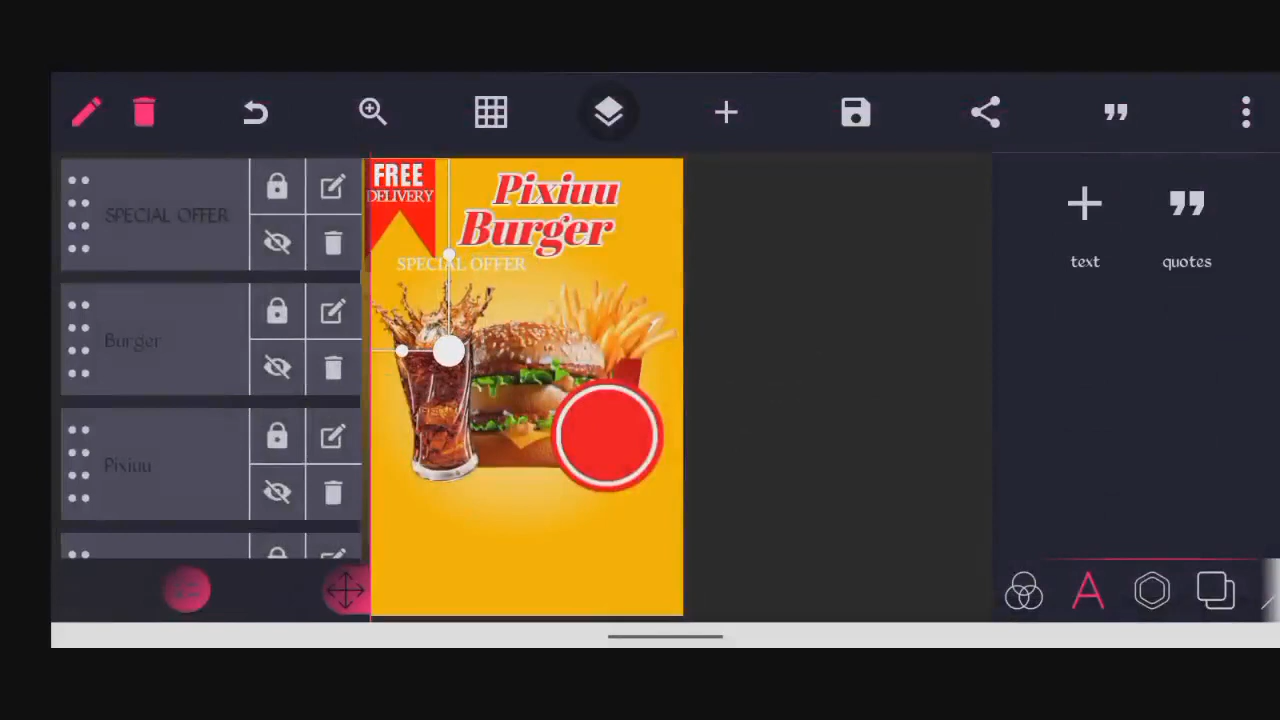 SPECIAL OFFER
Burger
Pixiuu
FREE
DELIVERY
Pixiuu
Burger
SPECIAL OFFER
text
quotes